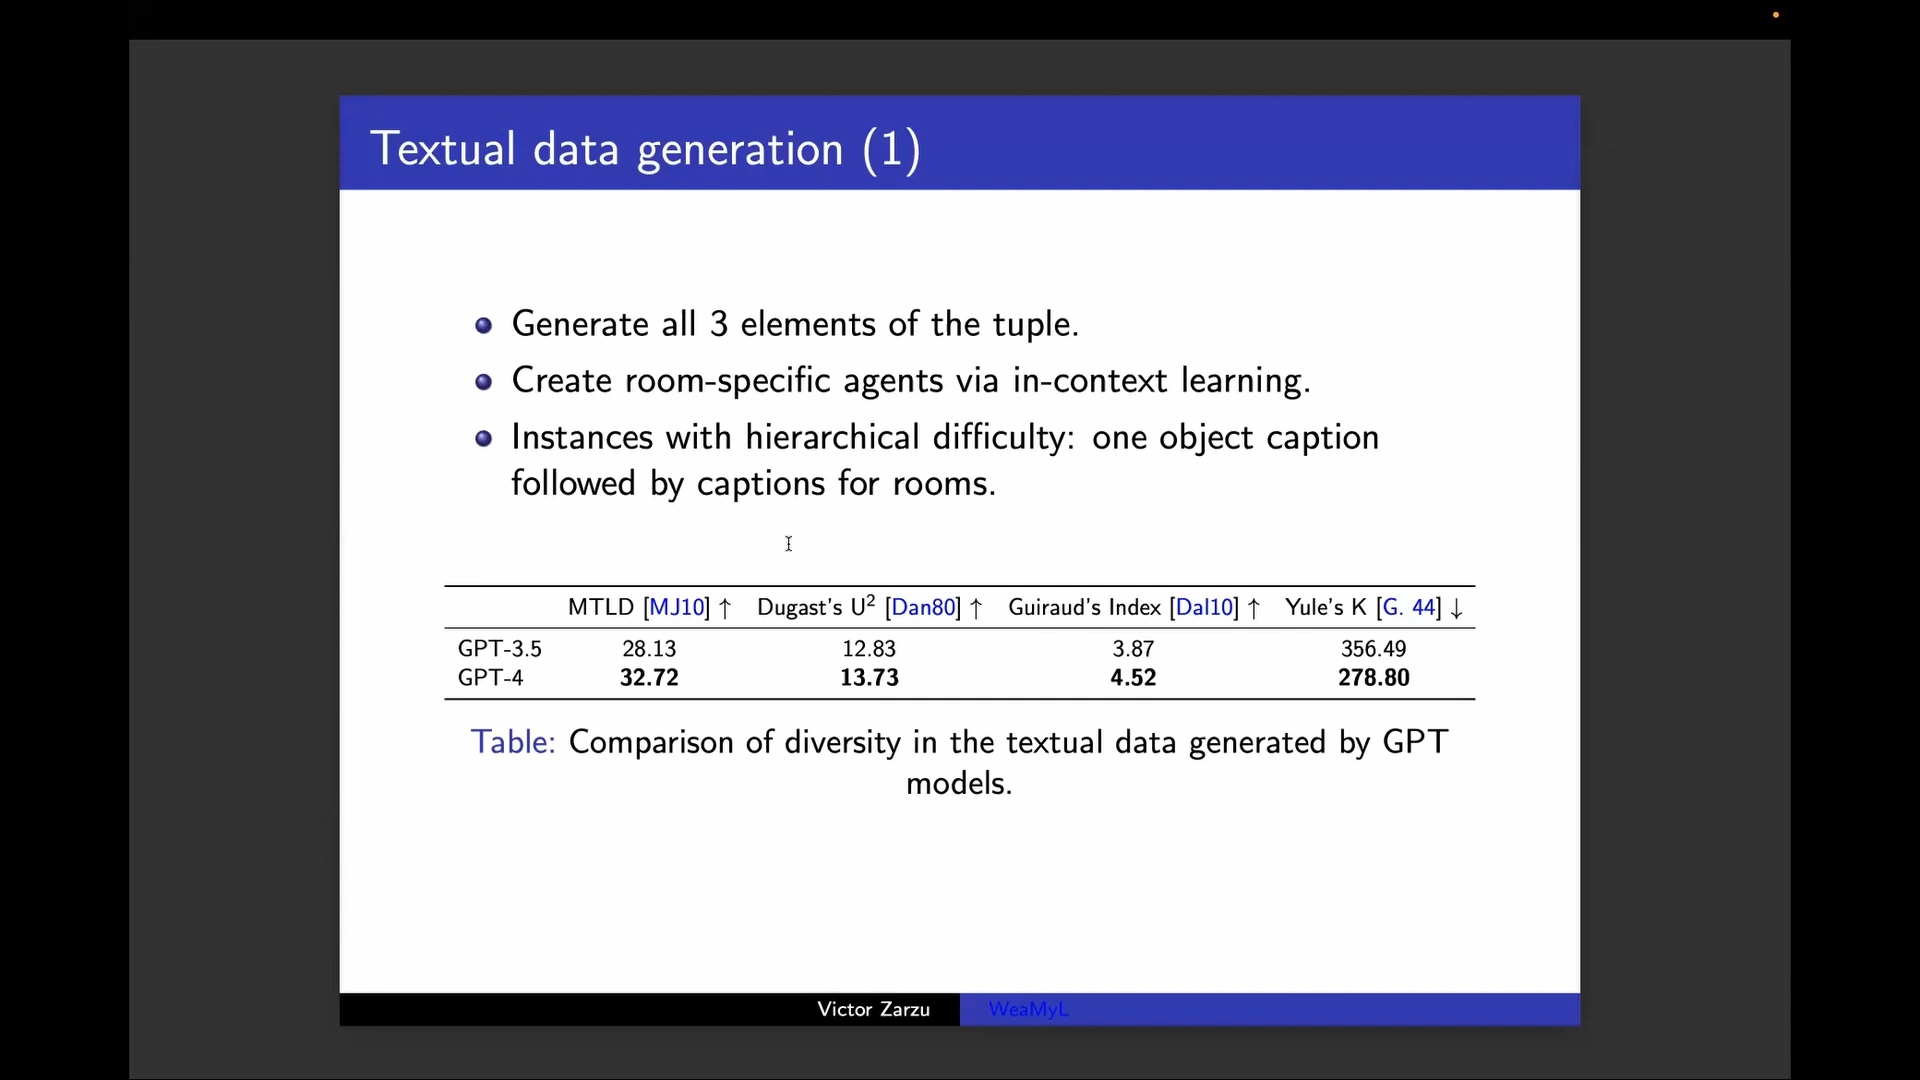 Textual data generation (1)
Generate all 3 elements of the tuple.
Create room-specific agents via in-context learning.
Instances with hierarchical difficulty: one object caption
followed by captions for rooms.
MTLD [MJ10] ↑ Dugast's U² [Dan80] ↑ Guiraud's Index [Dal10] ↑ Yule's K [G. 44] ↓
GPT-3.5 28.13 12.83 3.87 356.49
GPT-4 32.72 13.73 4.52 278.80
Table: Comparison of diversity in the textual data generated by GPT
models.
Victor Zarzu WeaMyL